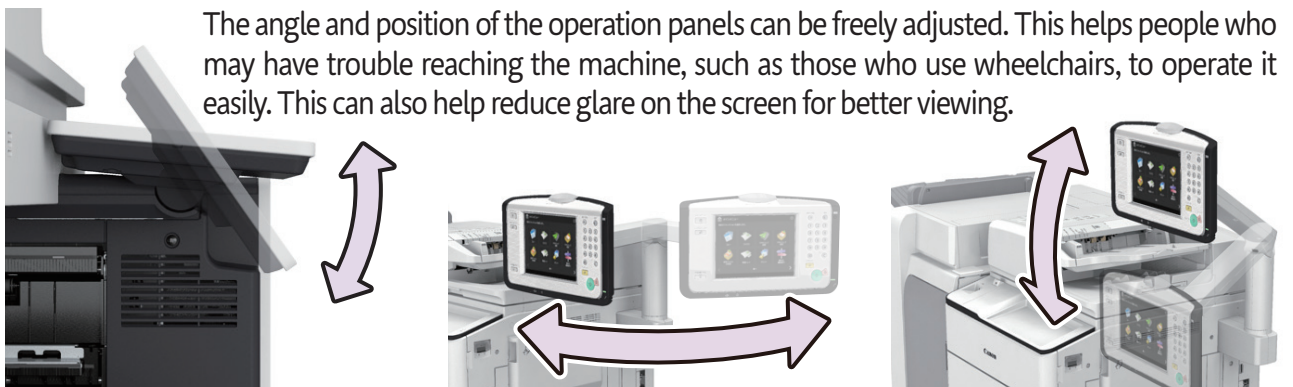 The angle and position of the operation panels can be freely adjusted. This helps people who
may have trouble reaching the machine, such as those who use wheelchairs, to operate it
easily. This can also help reduce glare on the screen for better viewing.
Canon